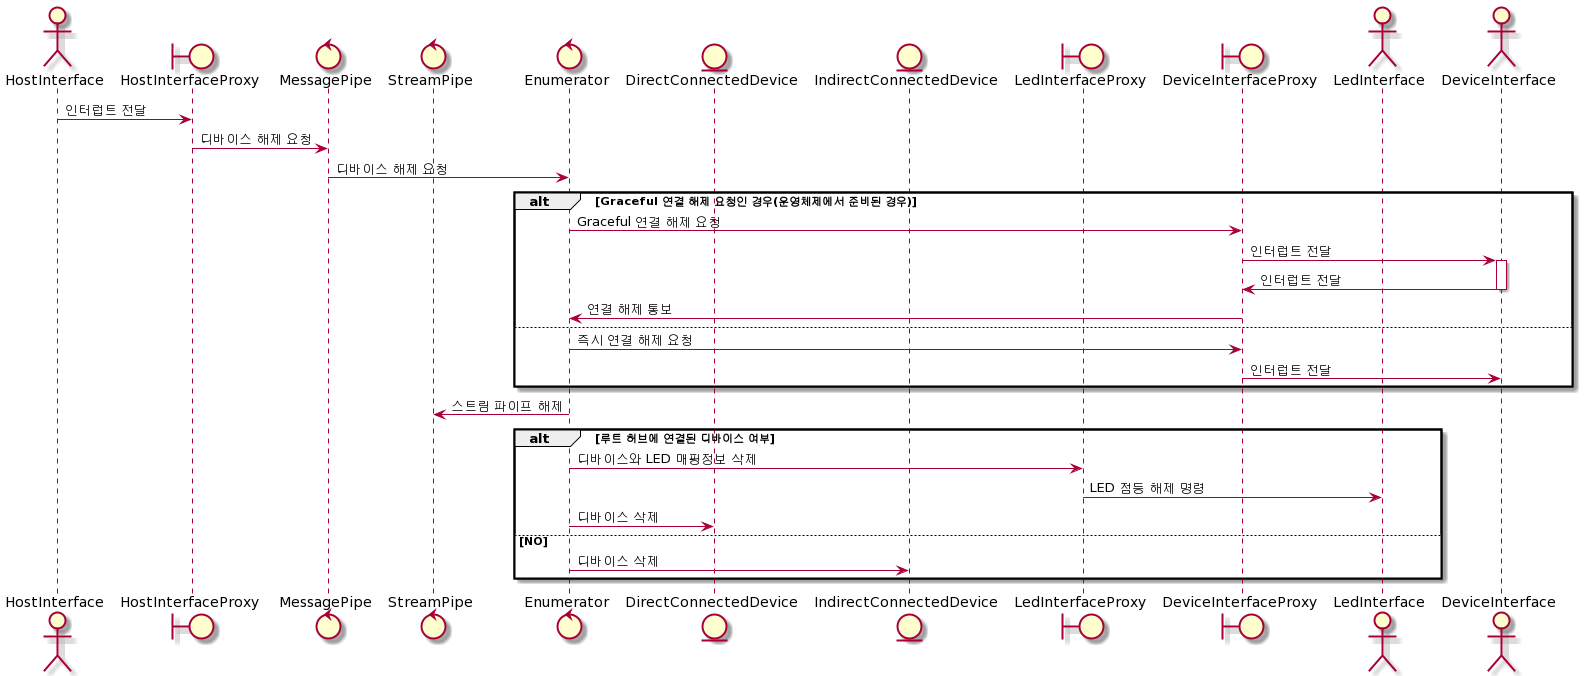 HostInterface HostInterfaceProxy MessagePipe StreamPipe Enumerator DirectConnectedDevice IndirectConnectedDevice LedInterfaceProxy DeviceInterfaceProxy LedInterface DeviceInterface
인터럽트 전달
디바이스 해제 요청
디바이스 해제 요청
alt [Graceful 연결 해제 요청인 경우(운영체제에서 준비된 경우)]
Graceful 연결 해제 요청
인터럽트 전달
인터럽트 전달
연결 해제 통보
즉시 연결 해제 요청
인터럽트 전달
스트림 파이프 해제
alt [루트 허브에 연결된 디바이스 여부]
디바이스와 LED 매핑정보 삭제
LED 점등 해제 명령
디바이스 삭제
[NO]
디바이스 삭제
HostInterface HostInterfaceProxy MessagePipe StreamPipe Enumerator DirectConnectedDevice IndirectConnectedDevice LedInterfaceProxy DeviceInterfaceProxy LedInterface DeviceInterface